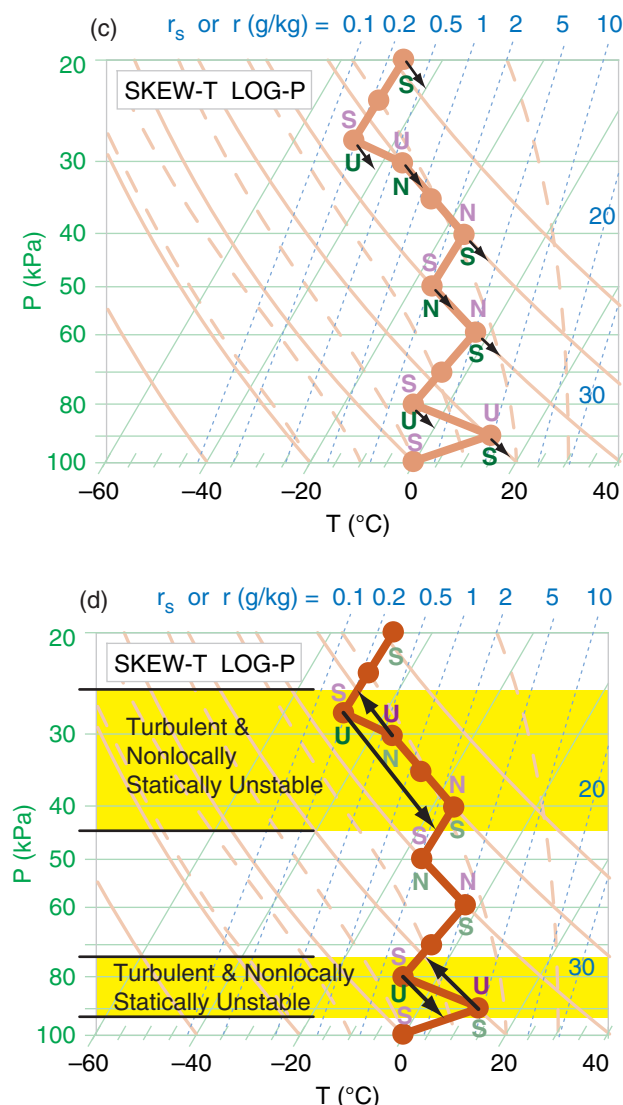 (c) r_s or r (g/kg) = 0.1 0.2 0.5 1 2 5 10
20
SKEW-T LOG-P
S
S
U
U
30
N
N
20
40
S
S
50
N
N
60
S
P (kPa)
S
30
80
U
U
S
S
100
−60 −40 −20 0 20 40
T (°C)
(d) r_s or r (g/kg) = 0.1 0.2 0.5 1 2 5 10
20
SKEW-T LOG-P
S
S
U
30
U
Turbulent &
N
Nonlocally
Statically Unstable
N
20
40
S
S
50
N
N
60
S
P (kPa)
S
30
Turbulent & Nonlocally
80
U
U
Statically Unstable
S
S
100
−60 −40 −20 0 20 40
T (°C)